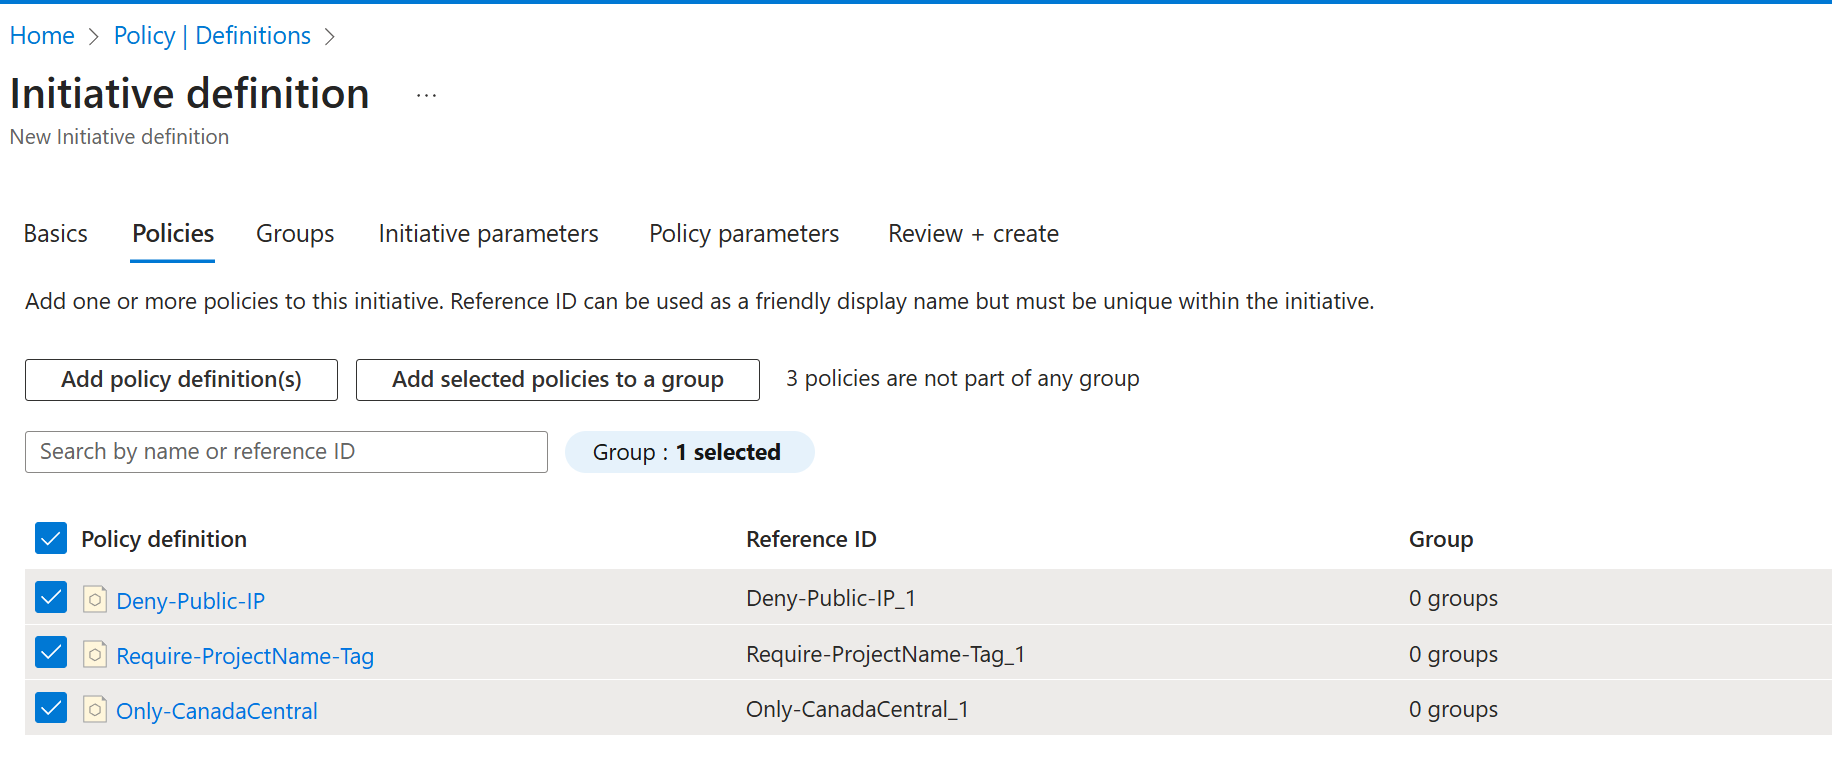 Home > Policy | Definitions >
Initiative definition ...
New Initiative definition
Basics Policies Groups Initiative parameters Policy parameters Review + create
Add one or more policies to this initiative. Reference ID can be used as a friendly display name but must be unique within the initiative.
Add policy definition(s) Add selected policies to a group 3 policies are not part of any group
Search by name or reference ID Group : 1 selected
Policy definition Reference ID Group
Deny-Public-IP Deny-Public-IP_1 0 groups
Require-ProjectName-Tag Require-ProjectName-Tag_1 0 groups
Only-CanadaCentral Only-CanadaCentral_1 0 groups